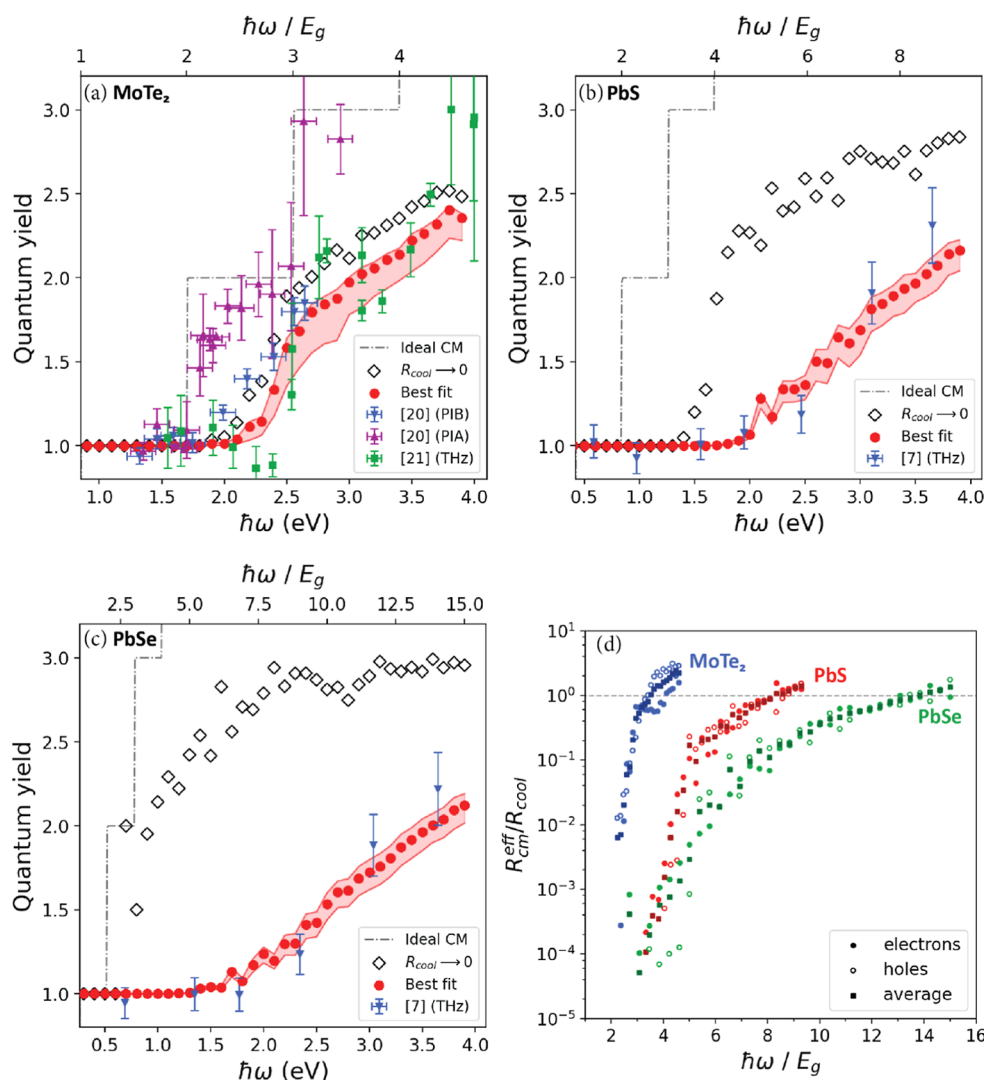 ħω / E_g
1 2 3 4
(a) MoTe₂
Quantum yield
3.0
2.5
2.0
1.5
1.0
Ideal CM
R_cool → 0
Best fit
[20] (PIB)
[20] (PIA)
[21] (THz)
1.0 1.5 2.0 2.5 3.0 3.5 4.0
ħω (eV)
ħω / E_g
2 4 6 8
(b) PbS
Quantum yield
3.0
2.5
2.0
1.5
1.0
Ideal CM
R_cool → 0
Best fit
[7] (THz)
0.5 1.0 1.5 2.0 2.5 3.0 3.5 4.0
ħω (eV)
ħω / E_g
2.5 5.0 7.5 10.0 12.5 15.0
(c) PbSe
Quantum yield
3.0
2.5
2.0
1.5
1.0
Ideal CM
R_cool → 0
Best fit
[7] (THz)
0.5 1.0 1.5 2.0 2.5 3.0 3.5 4.0
ħω (eV)
(d)
MoTe₂
PbS
PbSe
R_cm^eff/R_cool
10¹
10⁰
10⁻¹
10⁻²
10⁻³
10⁻⁴
10⁻⁵
electrons
holes
average
0 2 4 6 8 10 12 14 16
ħω / E_g